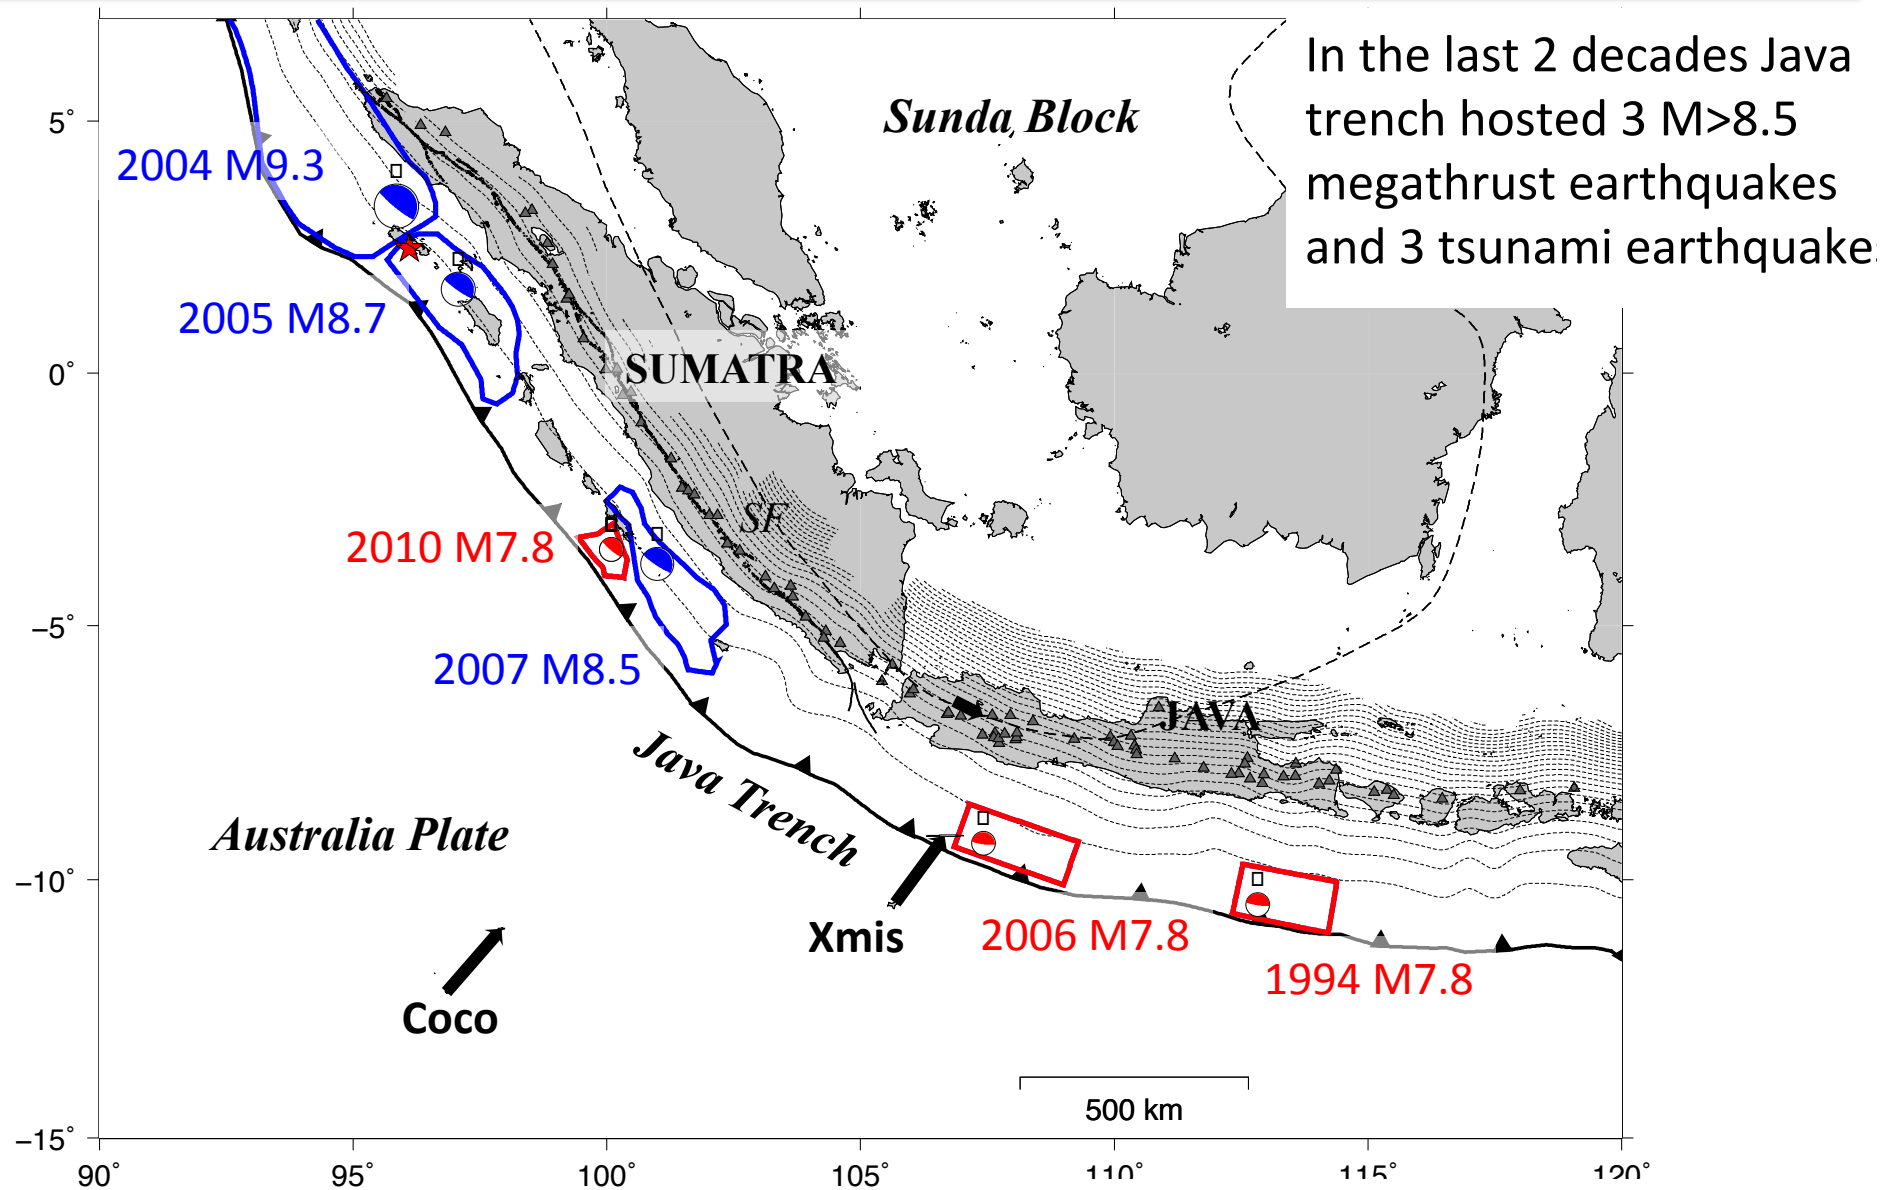 In the last 2 decades Java
trench hosted 3 M>8.5
megathrust earthquakes
and 3 tsunami earthquakes
Sunda Block
5°
2004 M9.3
2005 M8.7
0°
SUMATRA
SF
2010 M7.8
−5°
2007 M8.5
JAVA
Java Trench
Australia Plate
−10°
Xmis
2006 M7.8
1994 M7.8
Coco
500 km
−15°
90° 95° 100° 105° 110° 115° 120°